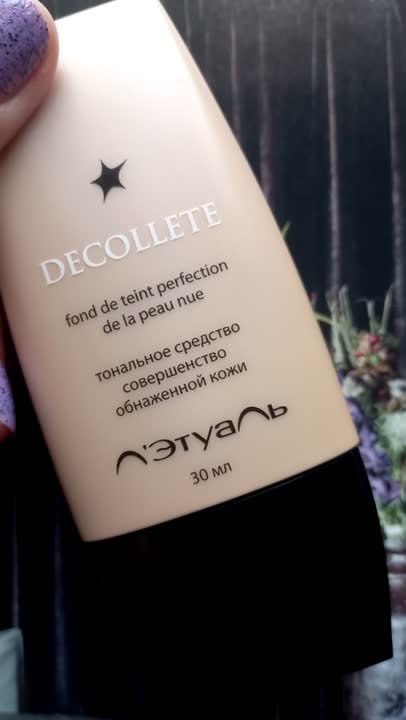 DECOLLETE
fond de teint perfection
de la peau nue
тональное средство
совершенство
обнаженной кожи
Л'Этуаль
30 мл